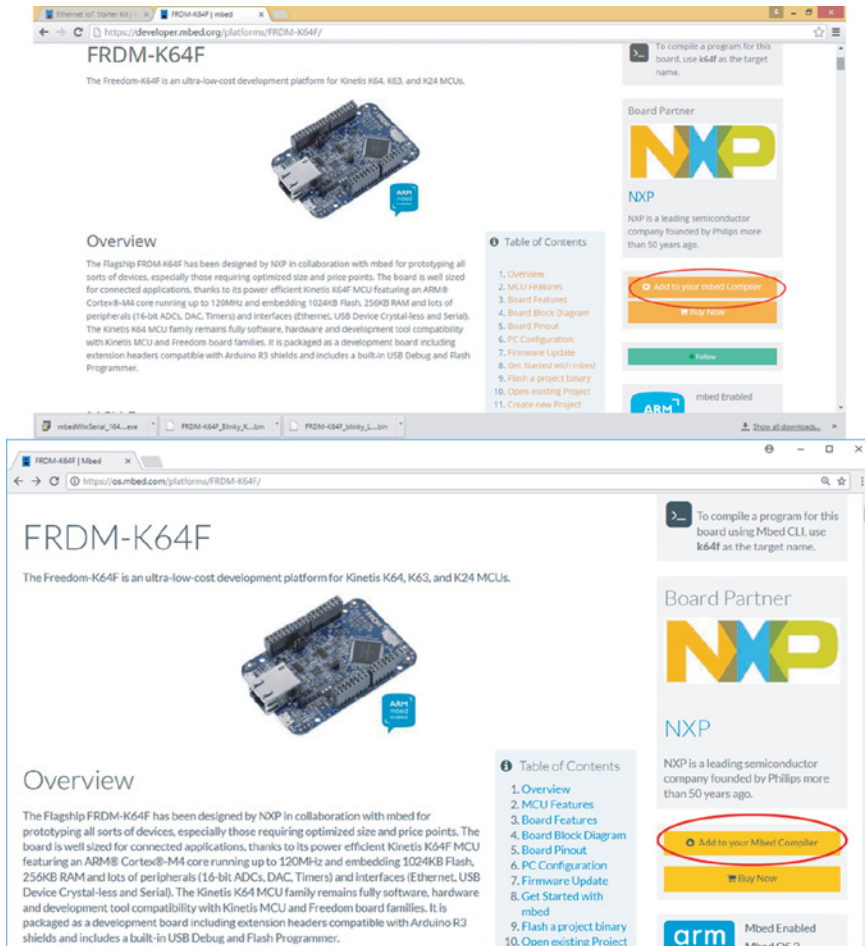 Ethernet IoT Starter Kit |
FRDM-K64F | mbed
https://developer.mbed.org/platforms/FRDM-K64F/
FRDM-K64F
The Freedom-K64F is an ultra-low-cost development platform for Kinetis K64, K63, and K24 MCUs.
ARM
mbed
enabled
Overview
The Flagship FRDM-K64F has been designed by NXP in collaboration with mbed for prototyping all
sorts of devices, especially those requiring optimized size and price points. The board is well sized
for connected applications, thanks to its power efficient Kinetis K64F MCU featuring an ARM®
Cortex®-M4 core running up to 120MHz and embedding 1024KB Flash, 256KB RAM and lots of
peripherals (16-bit ADCs, DAC, Timers) and interfaces (Ethernet, USB Device Crystal-less and Serial).
The Kinetis K64 MCU family remains fully software, hardware and development tool compatibility
with Kinetis MCU and Freedom board families. It is packaged as a development board including
extension headers compatible with Arduino R3 shields and includes a built-in USB Debug and Flash
Programmer.
Table of Contents
1. Overview
2. MCU Features
3. Board Features
4. Board Block Diagram
5. Board Pinout
6. PC Configuration
7. Firmware Update
8. Get Started with mbed
9. Flash a project binary
10. Open existing Project
11. Create new Project
To compile a program for this
board, use k64f as the target
name.
Board Partner
NXP
NXP
NXP is a leading semiconductor
company founded by Philips more
than 50 years ago.
Add to your mbed Compiler
Buy Now
Follow
ARM
mbed Enabled
mbedWinSerial_164....exe
FRDM-K64F_Blinky_K....bin
FRDM-K64F_blinky_L....bin
Show all downloads...
FRDM-K64F | Mbed
https://os.mbed.com/platforms/FRDM-K64F/
FRDM-K64F
The Freedom-K64F is an ultra-low-cost development platform for Kinetis K64, K63, and K24 MCUs.
ARM
mbed
enabled
Overview
The Flagship FRDM-K64F has been designed by NXP in collaboration with mbed for
prototyping all sorts of devices, especially those requiring optimized size and price points. The
board is well sized for connected applications, thanks to its power efficient Kinetis K64F MCU
featuring an ARM® Cortex®-M4 core running up to 120MHz and embedding 1024KB Flash,
256KB RAM and lots of peripherals (16-bit ADCs, DAC, Timers) and interfaces (Ethernet, USB
Device Crystal-less and Serial). The Kinetis K64 MCU family remains fully software, hardware
and development tool compatibility with Kinetis MCU and Freedom board families. It is
packaged as a development board including extension headers compatible with Arduino R3
shields and includes a built-in USB Debug and Flash Programmer.
Table of Contents
1. Overview
2. MCU Features
3. Board Features
4. Board Block Diagram
5. Board Pinout
6. PC Configuration
7. Firmware Update
8. Get Started with
mbed
9. Flash a project binary
10. Open existing Project
To compile a program for this
board using Mbed CLI, use
k64f as the target name.
Board Partner
NXP
NXP
NXP is a leading semiconductor
company founded by Philips more
than 50 years ago.
Add to your Mbed Compiler
Buy Now
arm
Mbed Enabled
Mbed OS 2